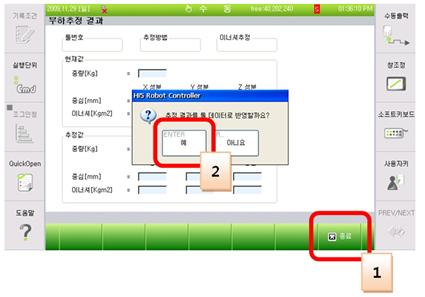 기록조건
2009.11.29 [일]
수 동
free:40,202,240
S
01:36:10 PM
수동출력
부하추정 결과
툴번호
추정방법
이너셔추정
실행단위
Cmd
현재값
중량[Kg] =
X 성분 Y 성분 Z 성분
중심[mm] =
이너셔[Kgm2] =
창조정
조그인칭
소프트키보드
Hi5 Robot Controller
추정 결과를 툴 데이터로 반영할까요?
ENTER
예
아니요
추정값
중량[Kg] =
중심[mm] =
이너셔[Kgm2] =
QuickOpen
사용자키
2
도움말
종료
PREV/NEXT
1